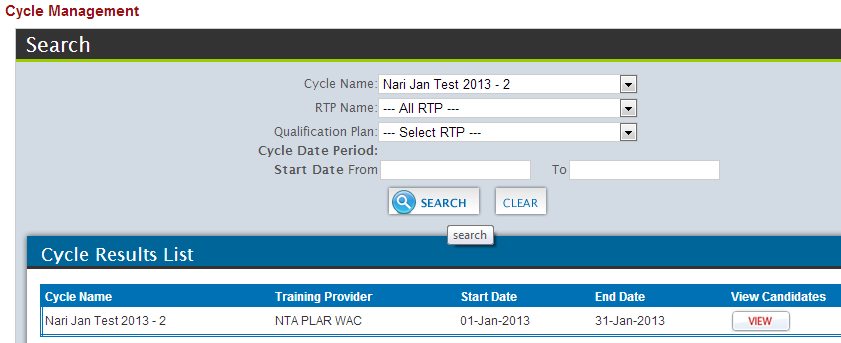 Cycle Management
Search
Cycle Name: Nari Jan Test 2013 - 2
RTP Name: --- All RTP ---
Qualification Plan: --- Select RTP ---
Cycle Date Period:
Start Date From To
SEARCH CLEAR
search
Cycle Results List
Cycle Name Training Provider Start Date End Date View Candidates
Nari Jan Test 2013 - 2 NTA PLAR WAC 01-Jan-2013 31-Jan-2013 VIEW